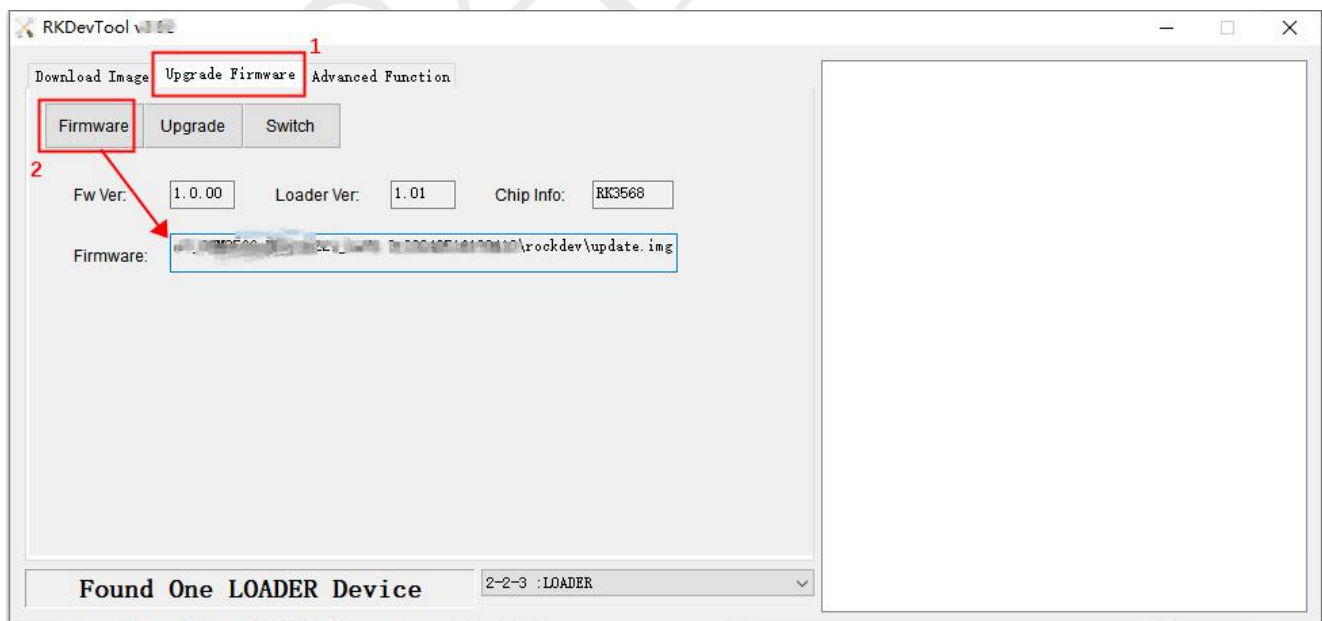 RKDevTool
1
Download Image Upgrade Firmware Advanced Function
Firmware Upgrade Switch
2
Fw Ver: 1.0.00 Loader Ver: 1.01 Chip Info: RK3568
Firmware: \rockdev\update.img
Found One LOADER Device 2-2-3 :LOADER